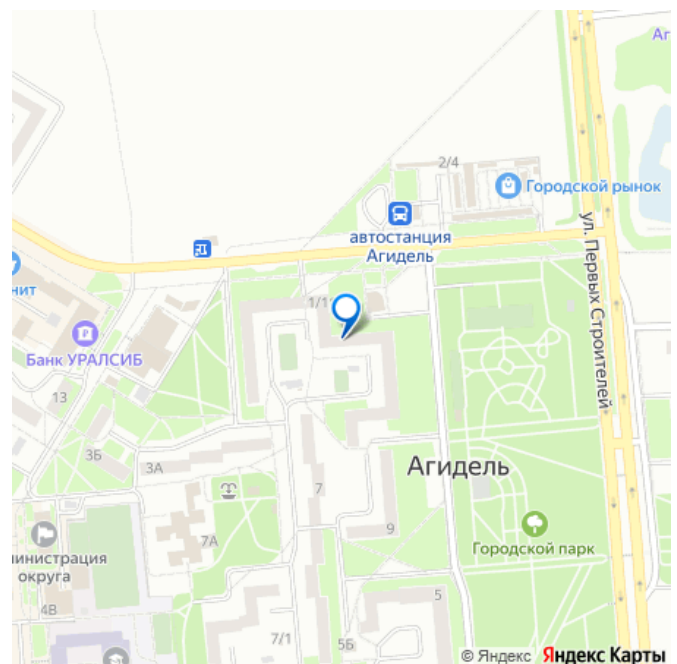 Аг
2/4
Городской рынок
автостанция
Агидель
ул. Первых Строителей
нит
1/1
Банк УРАЛСИБ
13
3Б
3А
Агидель
7
9
7А
Городской парк
министрация
округа
4В
5
7/1
5Б
© Яндекс Яндекс Карты